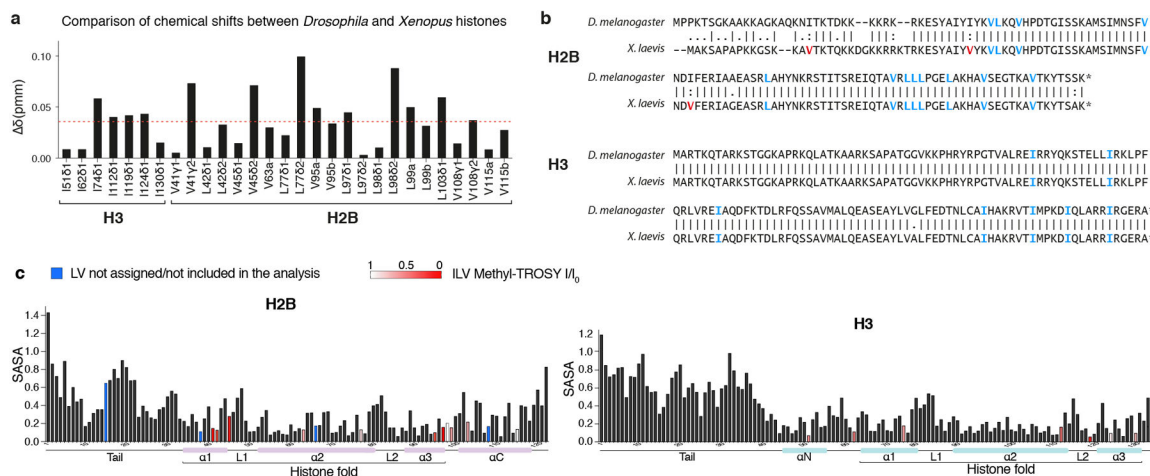 a
Comparison of chemical shifts between Drosophila and Xenopus histones
Δδ(pmm)
0.10
0.05
0.00
I51δ1 I62δ1 I74δ1 I112δ1 I119δ1 I124δ1 I130δ1 V41γ1 V41γ2 L42δ1 L42δ2 V45δ1 V45δ2 V63a L77δ1 L77δ2 V95a V95b L97δ1 L97δ2 L98δ1 L98δ2 L99a L99b L103δ1 V108γ1 V108γ2 V115a V115b
H3 H2B
b
D. melanogaster MPPKTSGKAAKKAGKAQKNITKTDKK--KKRK--RKESYAIYIYKVLKQVHPDTGISSKAMSIMNSFV
H2B
X. laevis --MAKSAPAPKKGSK-KAVTKTQKKDGKKRRKTRKESYAIYVYKVLKQVHPDTGISSKAMSIMNSFV
D. melanogaster NDIFERIAAEASRLAHYNKRSTITSREIQTAVRLLLPGELAKHAVSEGTKAVTKYTSSK*
X. laevis NDVFERIAGEASRLAHYNKRSTITSREIQTAVRLLLPGELAKHAVSEGTKAVTKYTSAK*
H3
D. melanogaster MARTKQTARKSTGGKAPRKQLATKAARKSAPATGGVKKPHRYRPGTVALREIRRYQKSTELLIRKLPF
X. laevis MARTKQTARKSTGGKAPRKQLATKAARKSAPATGGVKKPHRYRPGTVALREIRRYQKSTELLIRKLPF
D. melanogaster QRLVREIAQDFKTDLRFQSSAVMALQEASEAYLVGLFEDTNLCAIHAKRVTIMPKDIQLARRIRGERA*
X. laevis QRLVREIAQDFKTDLRFQSSAVMALQEASEAYLVALFEDTNLCAIHAKRVTIMPKDIQLARRIRGERA*
c
LV not assigned/not included in the analysis
1 0.5 0
ILV Methyl-TROSY I/I₀
H2B
SASA
1.4
1.2
1.0
0.8
0.6
0.4
0.2
0.0
Tail α1 L1 α2 L2 α3 αC
Histone fold
H3
SASA
1.2
1.0
0.8
0.6
0.4
0.2
0.0
Tail αN α1 L1 α2 L2 α3
Histone fold